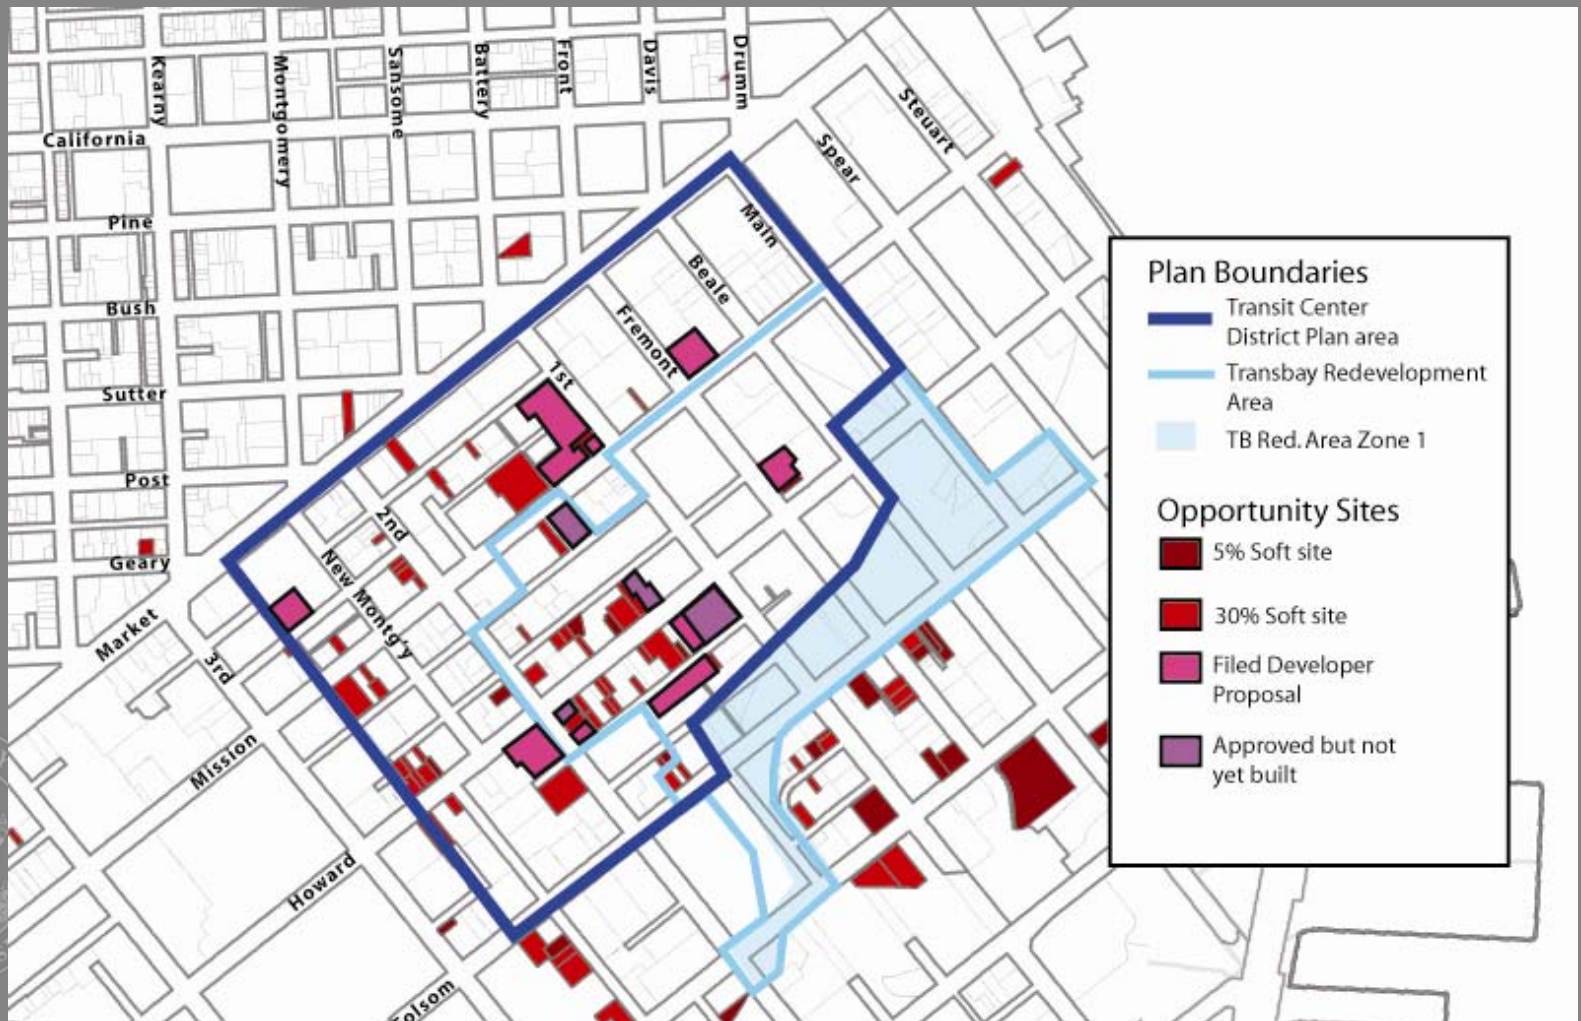 Kearny
Montgomery
Sansome
Battery
Front
Davis
Drumm
California
Pine
Bush
Sutter
Post
Geary
Market
Mission
Howard
Steuart
Spear
Main
Beale
Fremont
1st
2nd
New Montg'y
3rd
Plan Boundaries
Transit Center
District Plan area
Transbay Redevelopment
Area
TB Red. Area Zone 1
Opportunity Sites
5% Soft site
30% Soft site
Filed Developer
Proposal
Approved but not
yet built